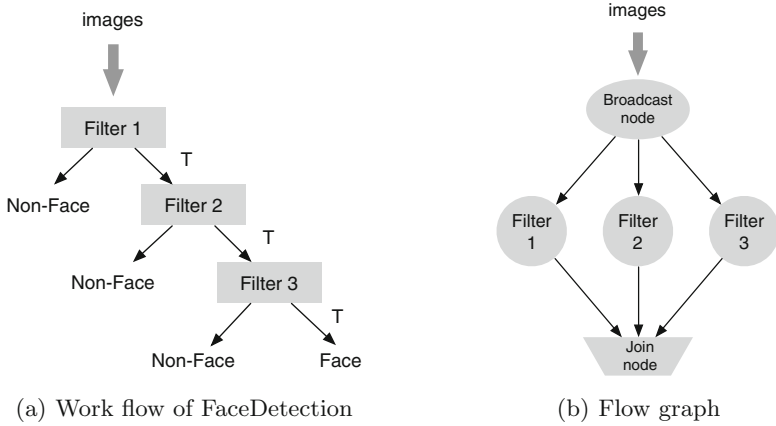 images
Filter 1
T
Non-Face
Filter 2
T
Non-Face
Filter 3
T
Non-Face
Face
(a) Work flow of FaceDetection
images
Broadcast
node
Filter
1
Filter
2
Filter
3
Join
node
(b) Flow graph